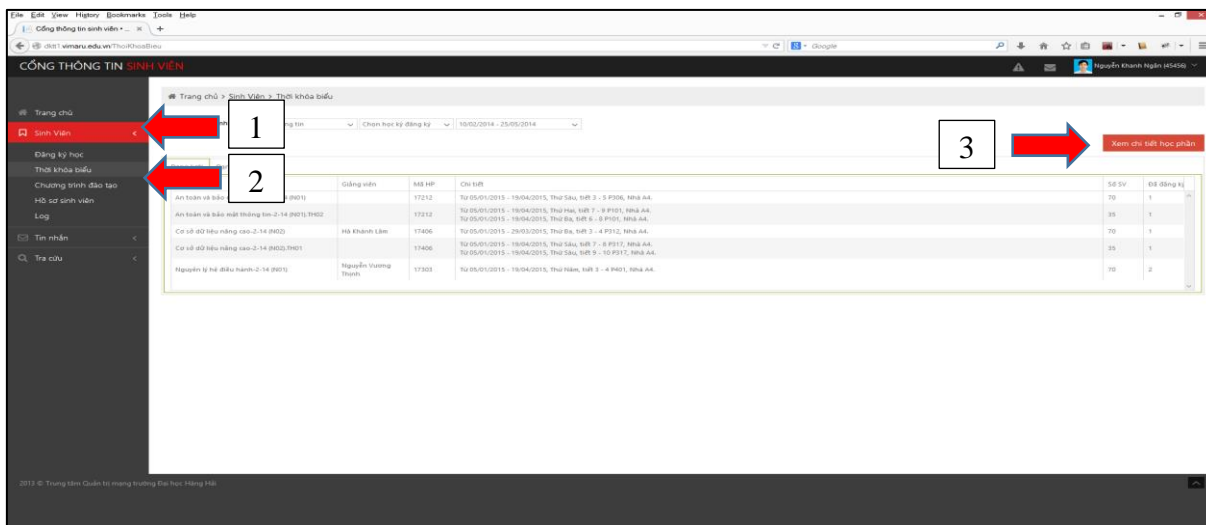 File Edit View History Bookmarks Tools Help
Cổng thông tin sinh viên • ... × +
dktt1.vimaru.edu.vn/ThoiKhoaBieu
Google
CỔNG THÔNG TIN SINH VIÊN
Nguyễn Khanh Ngân (45456)
Trang chủ > Sinh Viên > Thời khóa biểu
Trang chủ
Sinh Viên
Đăng ký học
Thời khóa biểu
Chương trình đào tạo
Hồ sơ sinh viên
Log
Tin nhắn
Tra cứu
1
2
3
Chọn học kỳ đăng ký
10/02/2014 - 25/05/2014
Xem chi tiết học phần
Giảng viên Mã HP Chi tiết Số SV Đã đăng ký
An toàn và bảo (N01) 17212 Từ 05/01/2015 - 19/04/2015, Thứ Sáu, tiết 3 - 5 P306, Nhà A4. 70 1
An toàn và bảo mật thông tin-2-14 (N01).TH02 17212 Từ 05/01/2015 - 19/04/2015, Thứ Hai, tiết 7 - 8 P101, Nhà A4. 35 1
Từ 05/01/2015 - 19/04/2015, Thứ Ba, tiết P101, Nhà A4.
Cơ sở dữ liệu nâng cao-2-14 (N02) Hà Khánh Lâm 17406 Từ 05/01/2015 - 29/03/2015, Thứ Ba, tiết 3 - 4 P312, Nhà A4. 70 1
Cơ sở dữ liệu nâng cao-2-14 (N02).TH01 17406 Từ 05/01/2015 - 19/04/2015, Thứ Sáu, tiết 7 - 8 P317, Nhà A4. 35 1
Từ 05/01/2015 - 19/04/2015, Thứ Sáu, tiết 9 - 10 P317, Nhà A4.
Nguyên lý hệ điều hành-2-14 (N01) Nguyễn Vương Thịnh 17303 Từ 05/01/2015 - 19/04/2015, Thứ Năm, tiết 3 - 4 P401, Nhà A4. 70 2
2013 © Trung tâm Quản trị mạng trường Đại học Hàng Hải